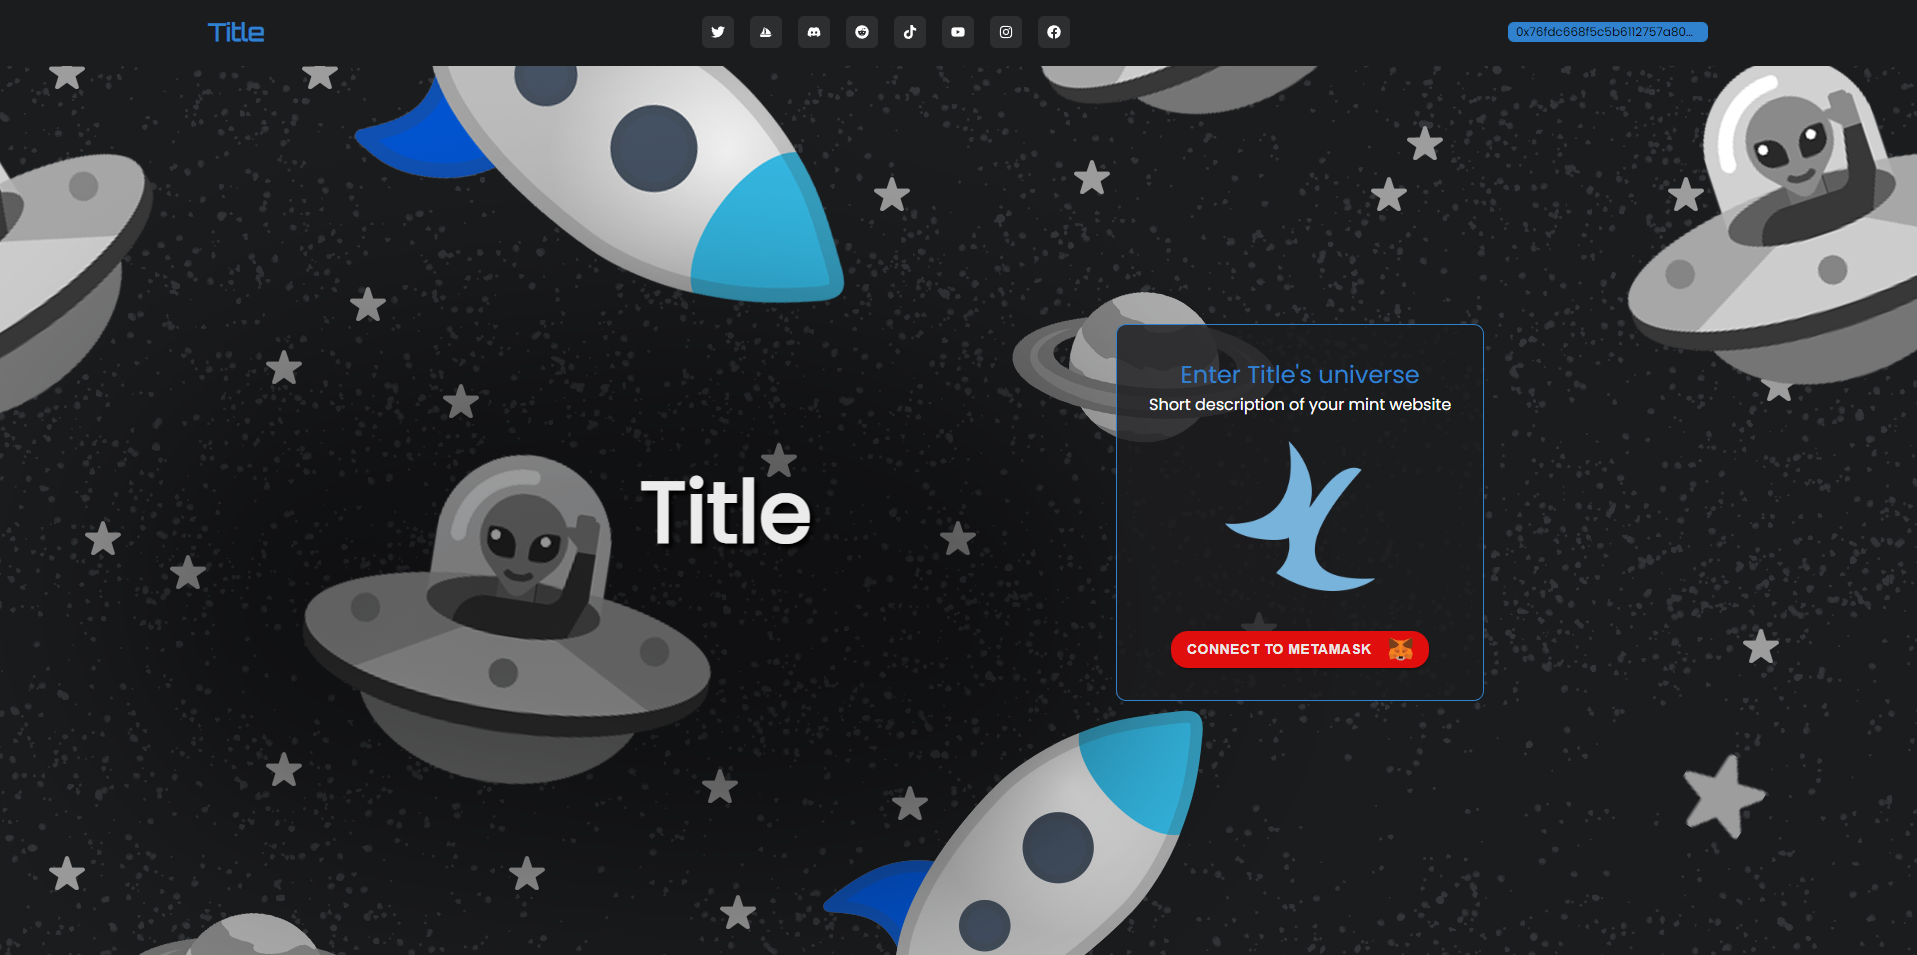 Title
0x76fdc668f5c5b6112757a80...
Enter Title's universe
Short description of your mint website
Title
CONNECT TO METAMASK